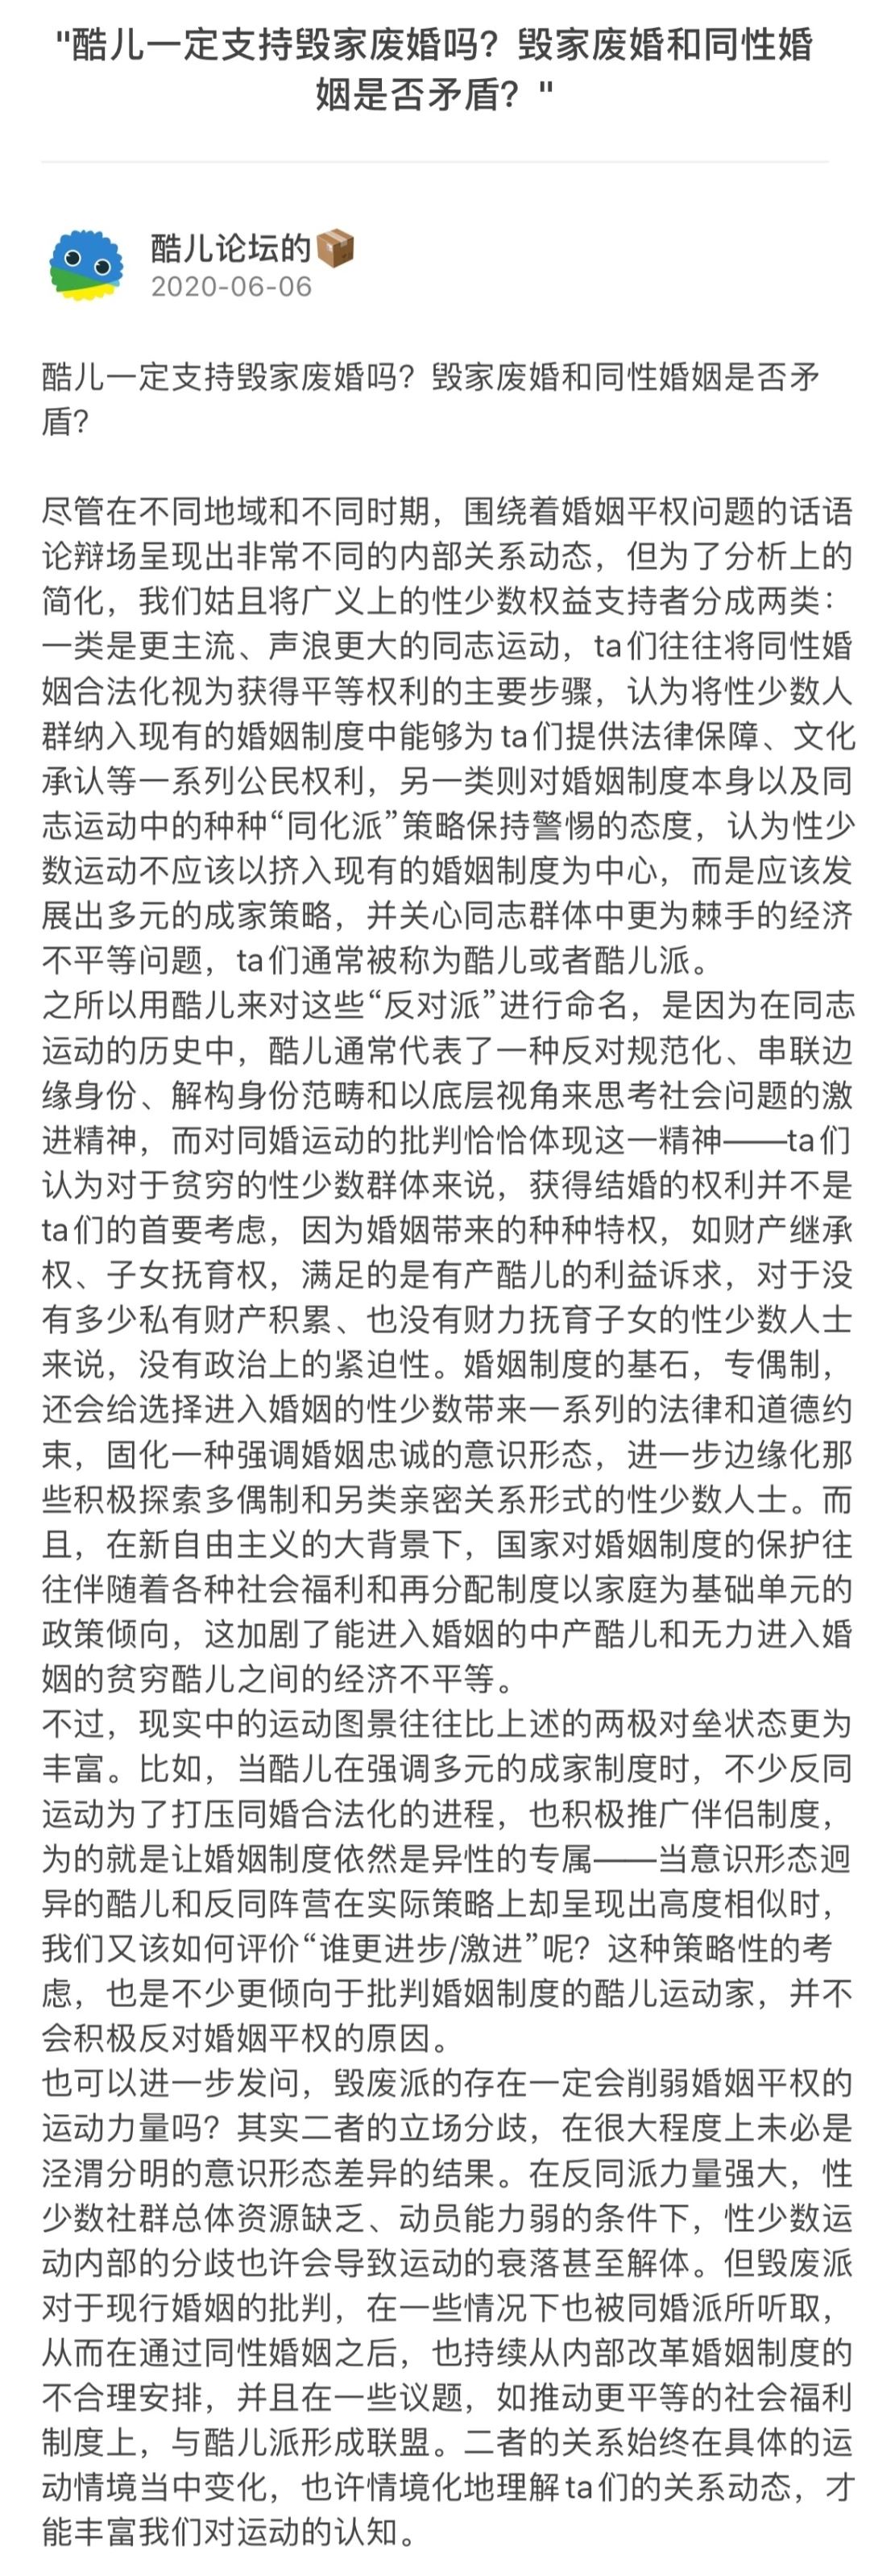 "酷儿一定支持毁家废婚吗？毁家废婚和同性婚
姻是否矛盾？"
酷儿论坛的📦
2020-06-06
酷儿一定支持毁家废婚吗？毁家废婚和同性婚姻是否矛
盾？
尽管在不同地域和不同时期，围绕着婚姻平权问题的话语
论辩场呈现出非常不同的内部关系动态，但为了分析上的
简化，我们姑且将广义上的性少数权益支持者分成两类：
一类是更主流、声浪更大的同志运动，ta们往往将同性婚
姻合法化视为获得平等权利的主要步骤，认为将性少数人
群纳入现有的婚姻制度中能够为ta们提供法律保障、文化
承认等一系列公民权利，另一类则对婚姻制度本身以及同
志运动中的种种“同化派”策略保持警惕的态度，认为性少
数运动不应该以挤入现有的婚姻制度为中心，而是应该发
展出多元的成家策略，并关心同志群体中更为棘手的经济
不平等问题，ta们通常被称为酷儿或者酷儿派。
之所以用酷儿来对这些“反对派”进行命名，是因为在同志
运动的历史中，酷儿通常代表了一种反对规范化、串联边
缘身份、解构身份范畴和以底层视角来思考社会问题的激
进精神，而对同婚运动的批判恰恰体现这一精神——ta们
认为对于贫穷的性少数群体来说，获得结婚的权利并不是
ta们的首要考虑，因为婚姻带来的种种特权，如财产继承
权、子女抚育权，满足的是有产酷儿的利益诉求，对于没
有多少私有财产积累、也没有财力抚育子女的性少数人士
来说，没有政治上的紧迫性。婚姻制度的基石，专偶制，
还会给选择进入婚姻的性少数带来一系列的法律和道德约
束，固化一种强调婚姻忠诚的意识形态，进一步边缘化那
些积极探索多偶制和另类亲密关系形式的性少数人士。而
且，在新自由主义的大背景下，国家对婚姻制度的保护往
往伴随着各种社会福利和再分配制度以家庭为基础单元的
政策倾向，这加剧了能进入婚姻的中产酷儿和无力进入婚
姻的贫穷酷儿之间的经济不平等。
不过，现实中的运动图景往往比上述的两极对垒状态更为
丰富。比如，当酷儿在强调多元的成家制度时，不少反同
运动为了打压同婚合法化的进程，也积极推广伴侣制度，
为的就是让婚姻制度依然是异性的专属——当意识形态迥
异的酷儿和反同阵营在实际策略上却呈现出高度相似时，
我们又该如何评价“谁更进步/激进”呢？这种策略性的考
虑，也是不少更倾向于批判婚姻制度的酷儿运动家，并不
会积极反对婚姻平权的原因。
也可以进一步发问，毁废派的存在一定会削弱婚姻平权的
运动力量吗？其实二者的立场分歧，在很大程度上未必是
泾渭分明的意识形态差异的结果。在反同派力量强大，性
少数社群总体资源缺乏、动员能力弱的条件下，性少数运
动内部的分歧也许会导致运动的衰落甚至解体。但毁废派
对于现行婚姻的批判，在一些情况下也被同婚派所听取，
从而在通过同性婚姻之后，也持续从内部改革婚姻制度的
不合理安排，并且在一些议题，如推动更平等的社会福利
制度上，与酷儿派形成联盟。二者的关系始终在具体的运
动情境当中变化，也许情境化地理解ta们的关系动态，才
能丰富我们对运动的认知。